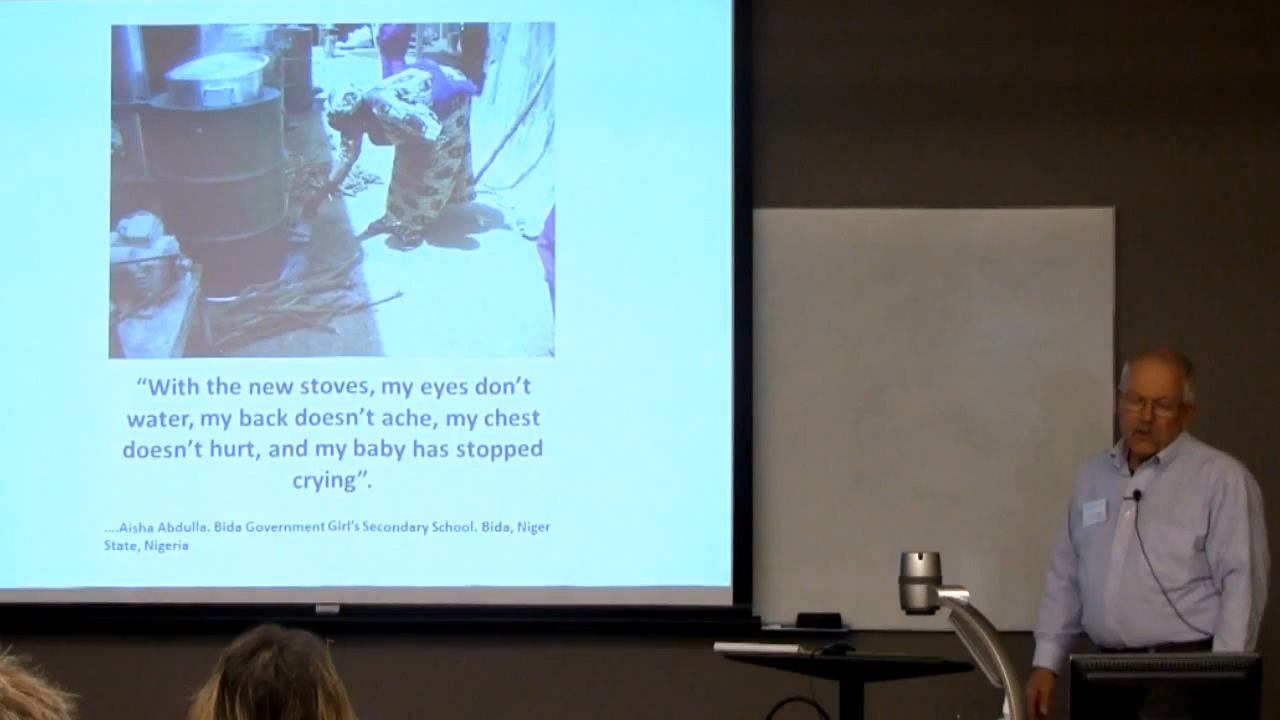 “With the new stoves, my eyes don’t
water, my back doesn’t ache, my chest
doesn’t hurt, and my baby has stopped
crying”.
....Aisha Abdulla. Bida Government Girl’s Secondary School. Bida, Niger
State, Nigeria